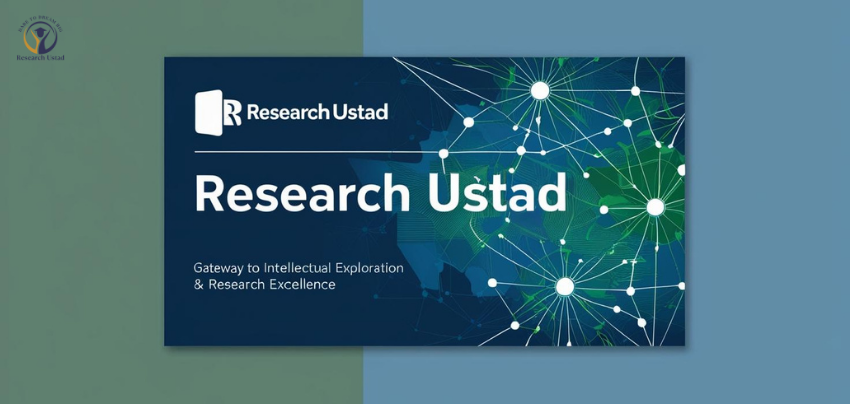 Research Ustad
Research Ustad
Research Ustad
Gateway to Intellectual Exploration
& Research Excellence